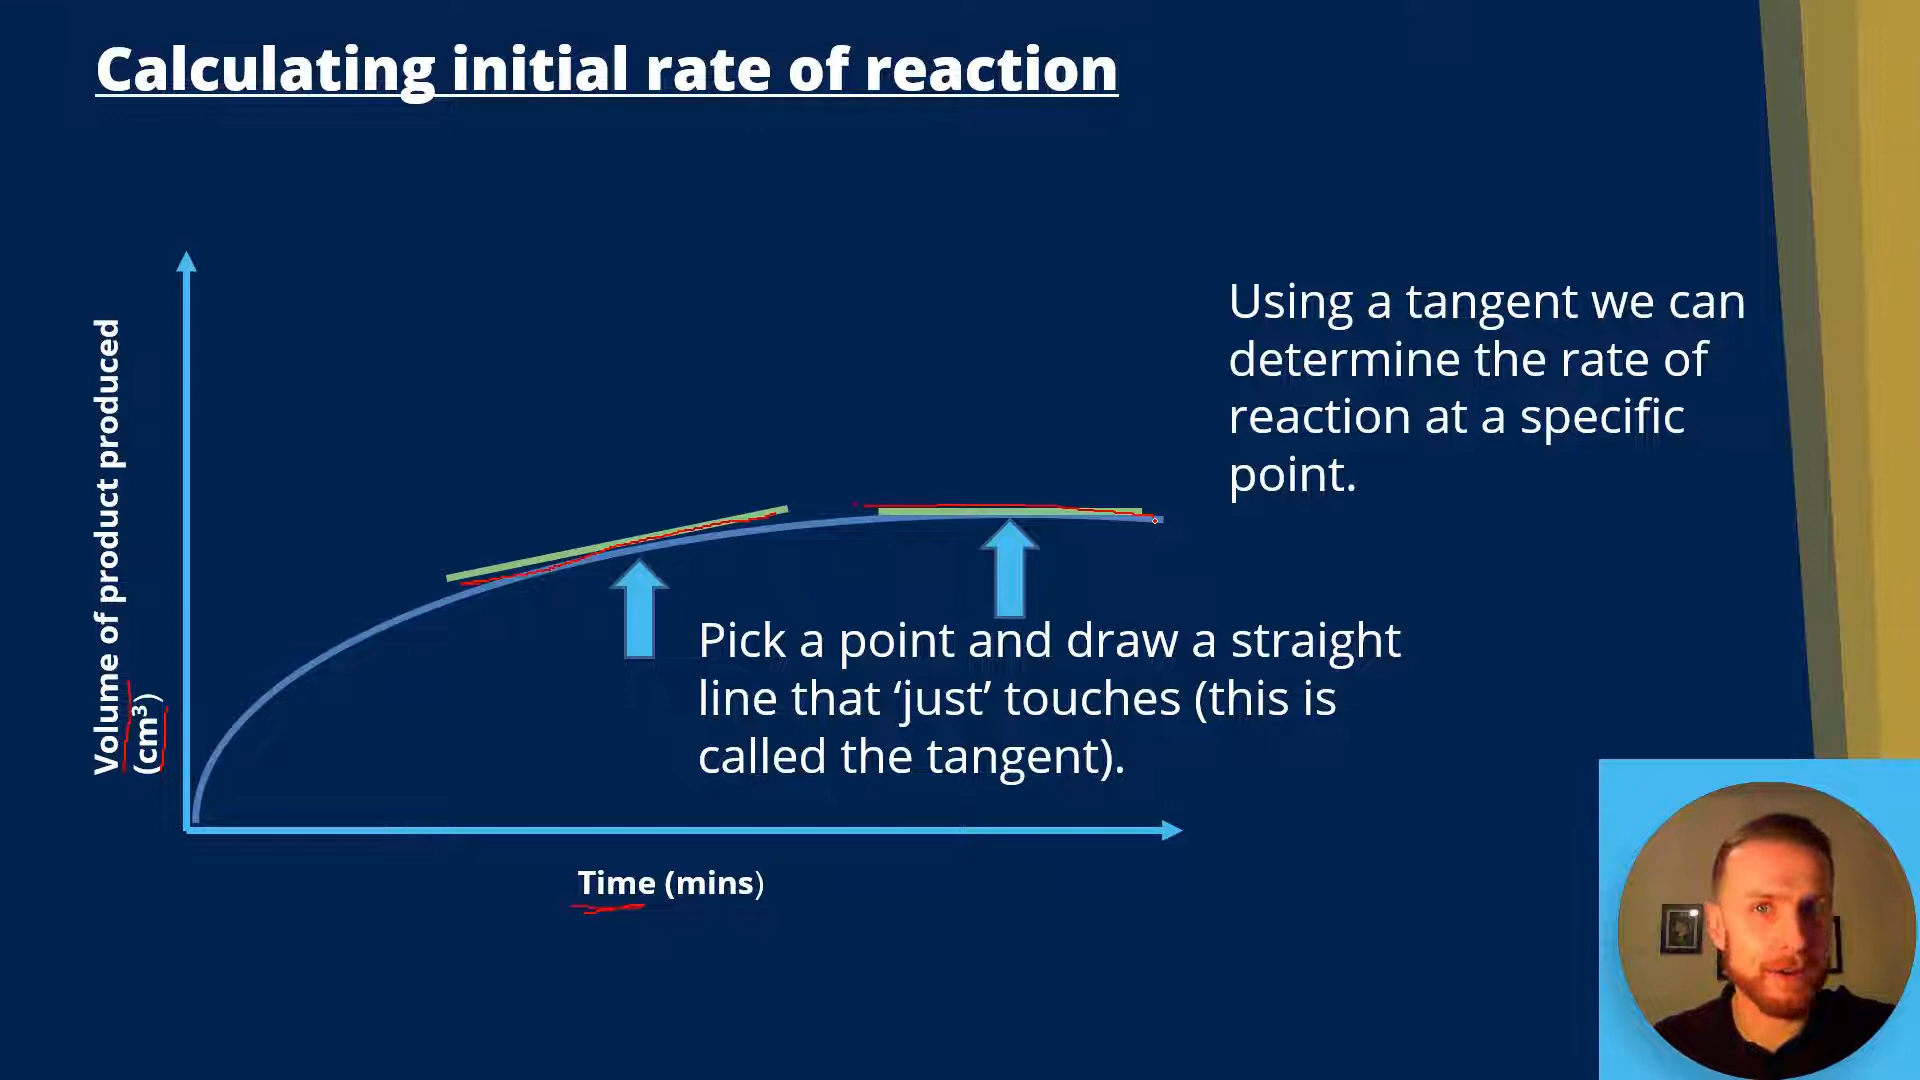 Calculating initial rate of reaction
Using a tangent we can
determine the rate of
reaction at a specific
point.
Volume of product produced
(cm³)
Pick a point and draw a straight
line that ‘just’ touches (this is
called the tangent).
Time (mins)